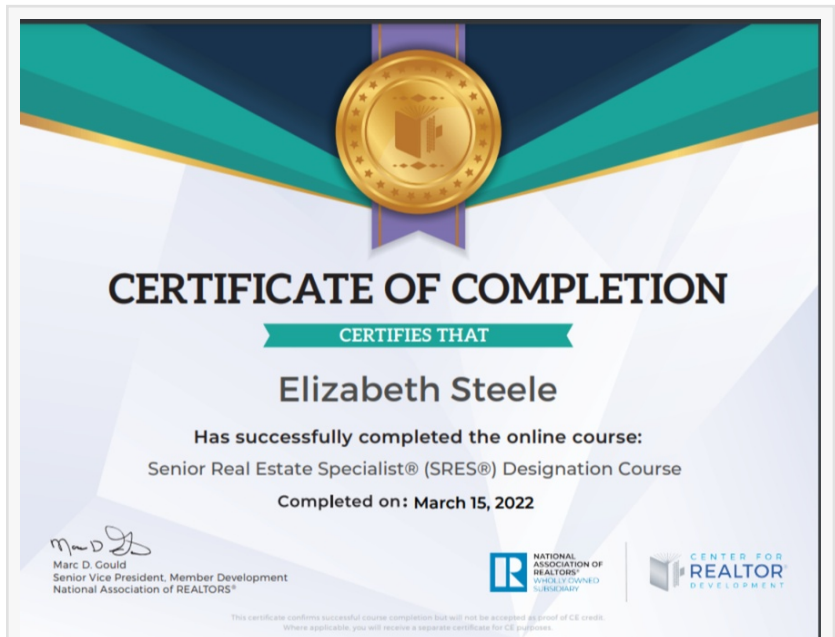 CERTIFICATE OF COMPLETION
CERTIFIES THAT
Elizabeth Steele
Has successfully completed the online course:
Senior Real Estate Specialist® (SRES®) Designation Course
Completed on: March 15, 2022
Marc D. Gould
Senior Vice President, Member Development
National Association of REALTORS®
NATIONAL
ASSOCIATION OF
REALTORS®
WHOLLY OWNED
SUBSIDIARY
CENTER FOR
REALTOR®
DEVELOPMENT
This certificate confirms successful course completion but will not be accepted as proof of CE credit.
Where applicable, you will receive a separate certificate for CE purposes.